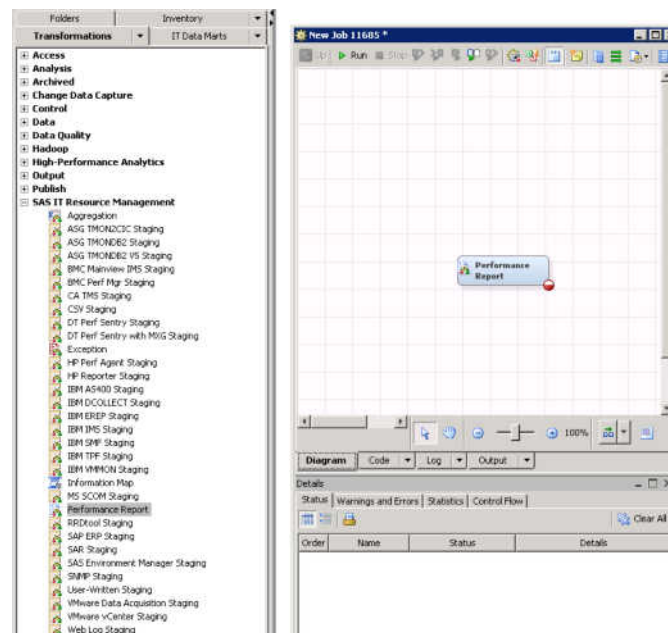 Folders Inventory
Transformations IT Data Marts
Access
Analysis
Archived
Change Data Capture
Control
Data
Data Quality
Hadoop
High-Performance Analytics
Output
Publish
SAS IT Resource Management
Aggregation
ASG TMON2CIC Staging
ASG TMONDB2 Staging
ASG TMONDB2 V5 Staging
BMC Mainview IMS Staging
BMC Perf Mgr Staging
CA TMS Staging
CSV Staging
DT Perf Sentry Staging
DT Perf Sentry with MXG Staging
Exception
HP Perf Agent Staging
HP Reporter Staging
IBM AS400 Staging
IBM DCOLLECT Staging
IBM EREP Staging
IBM IMS Staging
IBM SMF Staging
IBM TPF Staging
IBM VMMON Staging
Information Map
MS SCOM Staging
Performance Report
RRDtool Staging
SAP ERP Staging
SAR Staging
SAS Environment Manager Staging
SNMP Staging
User-Written Staging
VMware Data Acquisition Staging
VMware vCenter Staging
Web Log Staging
New Job 11685 *
Up Run Stop
Performance
Report
100%
Diagram Code Log Output
Details
Status Warnings and Errors Statistics Control Flow
Clear All
Order Name Status Details